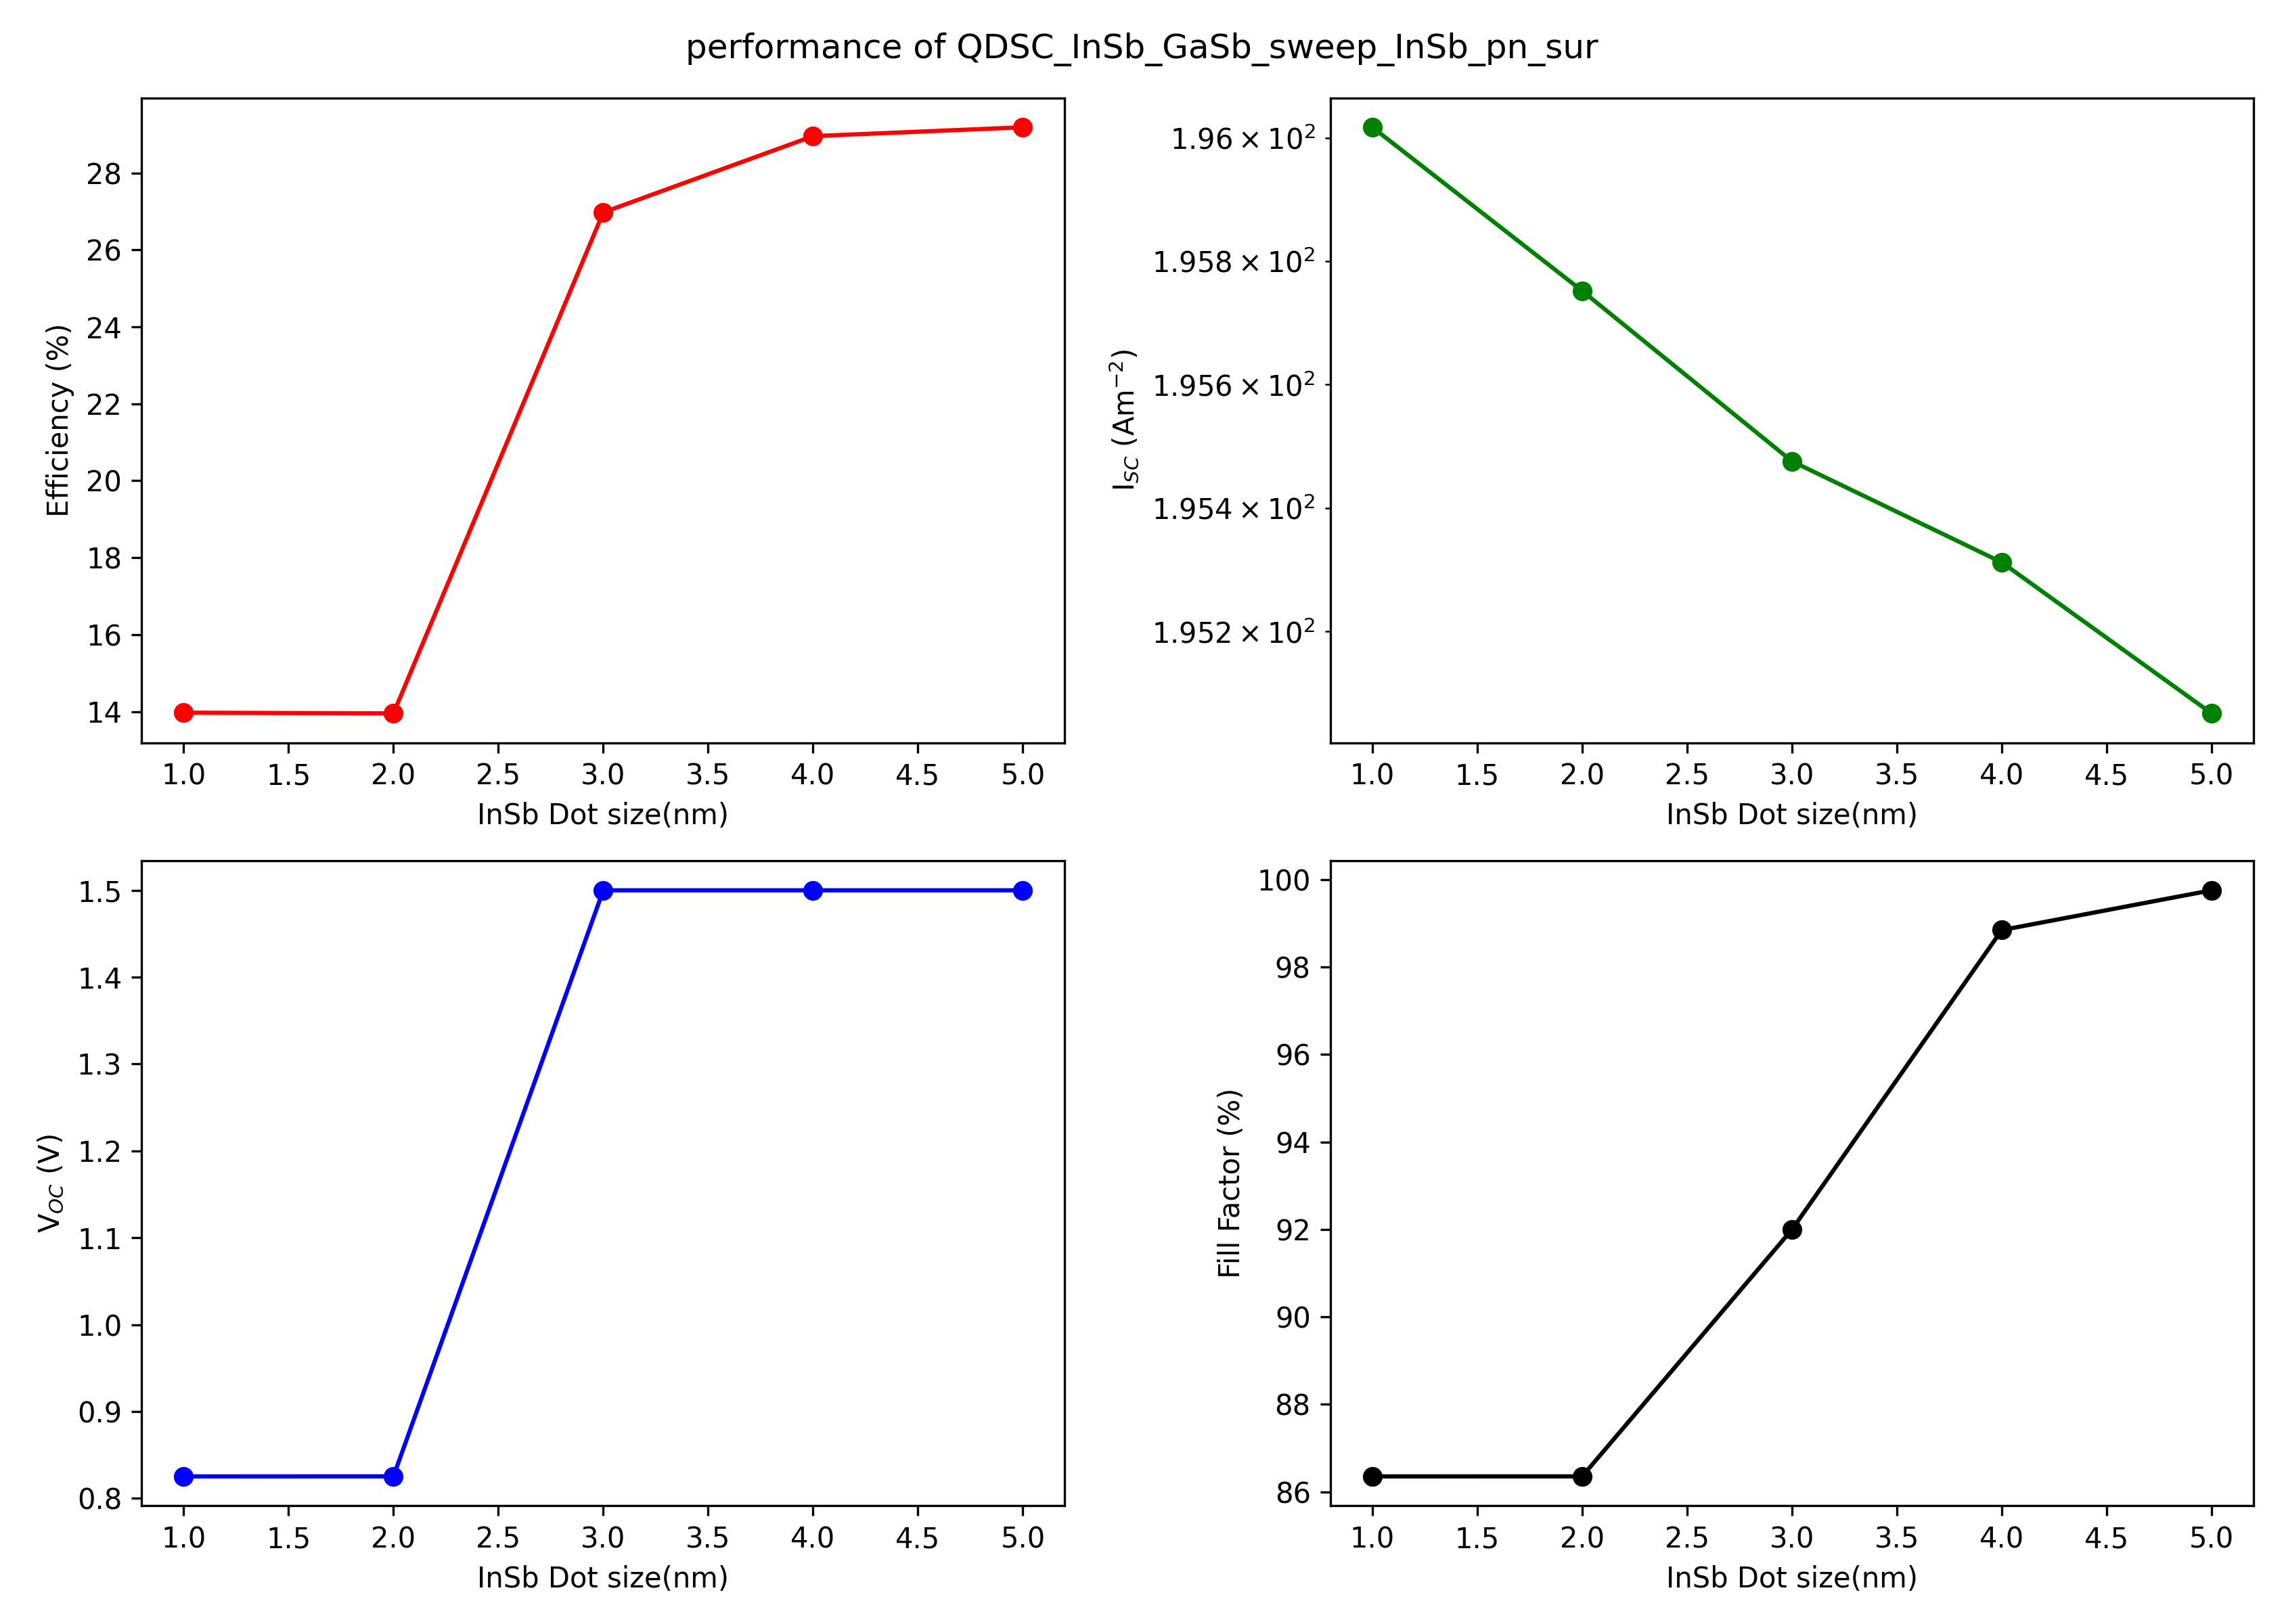 performance of QDSC_InSb_GaSb_sweep_InSb_pn_sur
Efficiency (%)
28
26
24
22
20
18
16
14
1.0 1.5 2.0 2.5 3.0 3.5 4.0 4.5 5.0
InSb Dot size(nm)
I_SC (Am⁻²)
1.96 × 10²
1.958 × 10²
1.956 × 10²
1.954 × 10²
1.952 × 10²
1.0 1.5 2.0 2.5 3.0 3.5 4.0 4.5 5.0
InSb Dot size(nm)
V_OC (V)
1.5
1.4
1.3
1.2
1.1
1.0
0.9
0.8
1.0 1.5 2.0 2.5 3.0 3.5 4.0 4.5 5.0
InSb Dot size(nm)
Fill Factor (%)
100
98
96
94
92
90
88
86
1.0 1.5 2.0 2.5 3.0 3.5 4.0 4.5 5.0
InSb Dot size(nm)